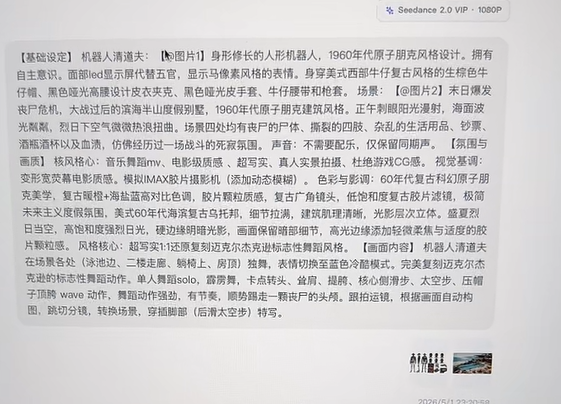 Seedance 2.0 VIP · 1080P
【基础设定】 机器人清道夫： 【@图片1】身形修长的人形机器人，1960年代原子朋克风格设计。拥有
自主意识。面部led显示屏代替五官，显示马像素风格的表情。身穿美式西部牛仔复古风格的生棕色牛
仔帽、黑色哑光高腰设计皮衣夹克、黑色哑光皮手套、牛仔腰带和枪套。 场景：【@图片2】末日爆发
丧尸危机，大战过后的滨海半山度假别墅，1960年代原子朋克建筑风格。正午刺眼阳光漫射，海面波
光粼粼，烈日下空气微微热浪扭曲。场景四处均有丧尸的尸体、撕裂的四肢、杂乱的生活用品、钞票、
酒瓶酒杯以及血渍，仿佛经历过一场战斗的死寂氛围。 声音：不需要配乐，仅保留同期声。 【氛围与
画质】 核风格心：音乐舞蹈mv、电影级质感 、超写实、真人实景拍摄、杜绝游戏CG感。 视觉基调：
变形宽荧幕电影质感。模拟IMAX胶片摄影机（添加动态模糊）。 色彩与影调：60年代复古科幻原子朋
克美学，复古暖橙+海盐蓝高对比色调，胶片颗粒质感，复古广角镜头，低饱和度复古胶片滤镜，极简
未来主义度假氛围，美式60年代海滨复古乌托邦，细节拉满，建筑肌理清晰，光影层次立体。盛夏烈
日当空，高饱和度强烈日光，硬边缘明暗光影，画面保留暗部细节，高光边缘添加轻微柔焦与适度的胶
片颗粒感。 风格核心：超写实1:1还原复刻迈克尔杰克逊标志性舞蹈风格。 【画面内容】 机器人清道夫
在场景各处（泳池边、二楼走廊、躺椅上、房顶）独舞，表情切换至蓝色冷酷模式。完美复刻迈克尔杰
克逊的标志性舞蹈动作。单人舞蹈solo，霹雳舞，卡点转头、耸肩、提胯、核心侧滑步、太空步、压帽
子顶胯 wave 动作，舞蹈动作强劲，有节奏，顺势踢走一颗丧尸的头颅。跟拍运镜，根据画面自动构
图，跳切分镜，转换场景，穿插脚部（后滑太空步）特写。